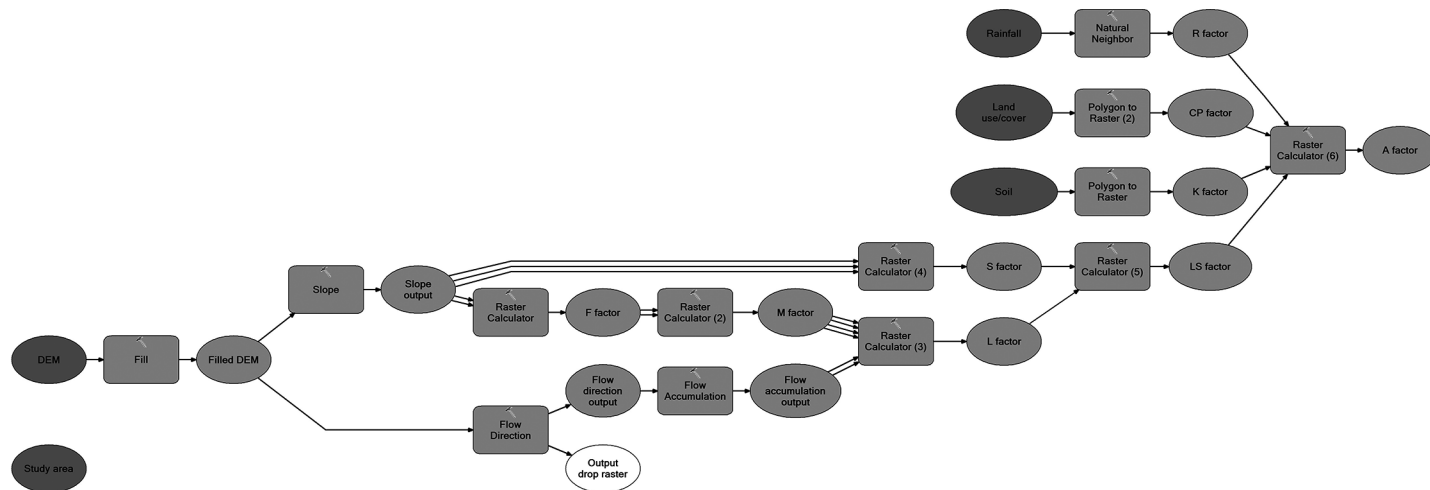 Rainfall
Natural
Neighbor
R factor
Land
use/cover
Polygon to
Raster (2)
CP factor
Raster
Calculator (6)
A factor
Soil
Polygon to
Raster
K factor
Raster
Calculator (4)
S factor
Raster
Calculator (5)
LS factor
Slope
Slope
output
Raster
Calculator
F factor
Raster
Calculator (2)
M factor
Raster
Calculator (3)
L factor
DEM
Fill
Filled DEM
Flow
direction
output
Flow
Accumulation
Flow
accumulation
output
Flow
Direction
Output
drop raster
Study area